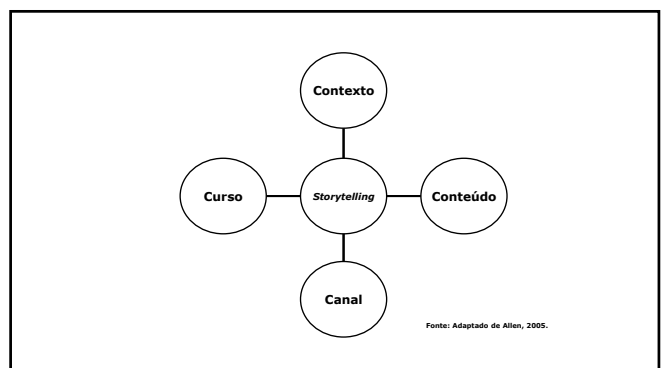 Contexto
Curso
Storytelling
Conteúdo
Canal
Fonte: Adaptado de Allen, 2005.